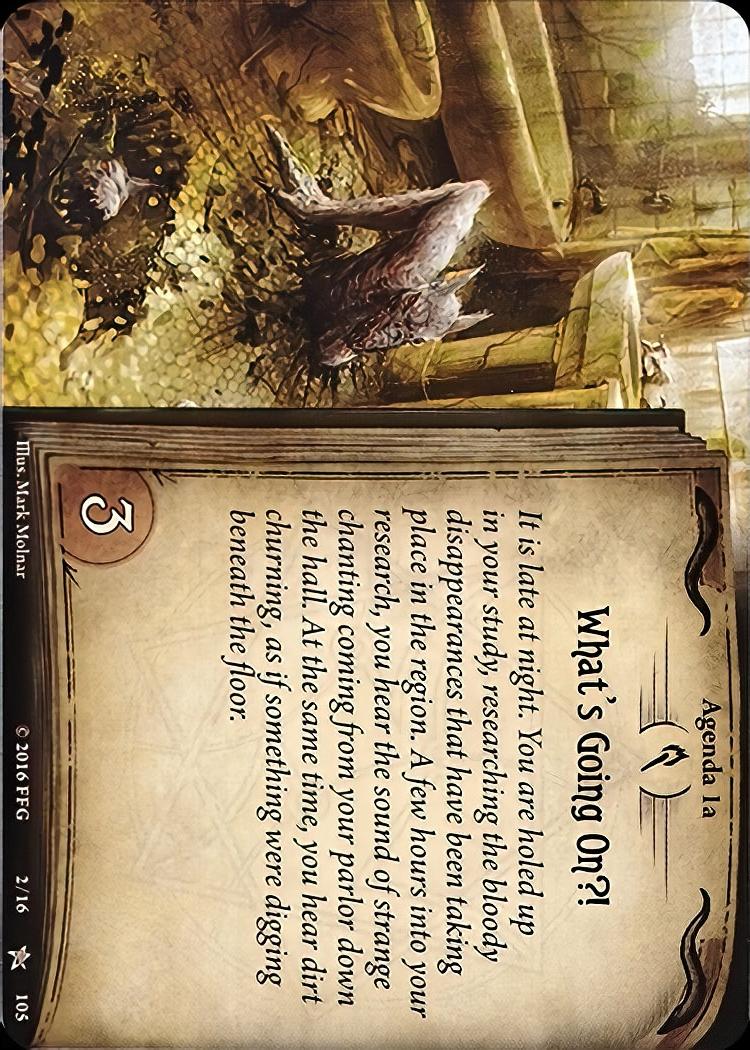 Agenda 1a
What's Going On?!
It is late at night. You are holed up
in your study, researching the bloody
disappearances that have been taking
place in the region. A few hours into your
research, you hear the sound of strange
chanting coming from your parlor down
the hall. At the same time, you hear dirt
churning, as if something were digging
beneath the floor.
3
Illus. Mark Molnar
© 2016 FFG
2/16
105